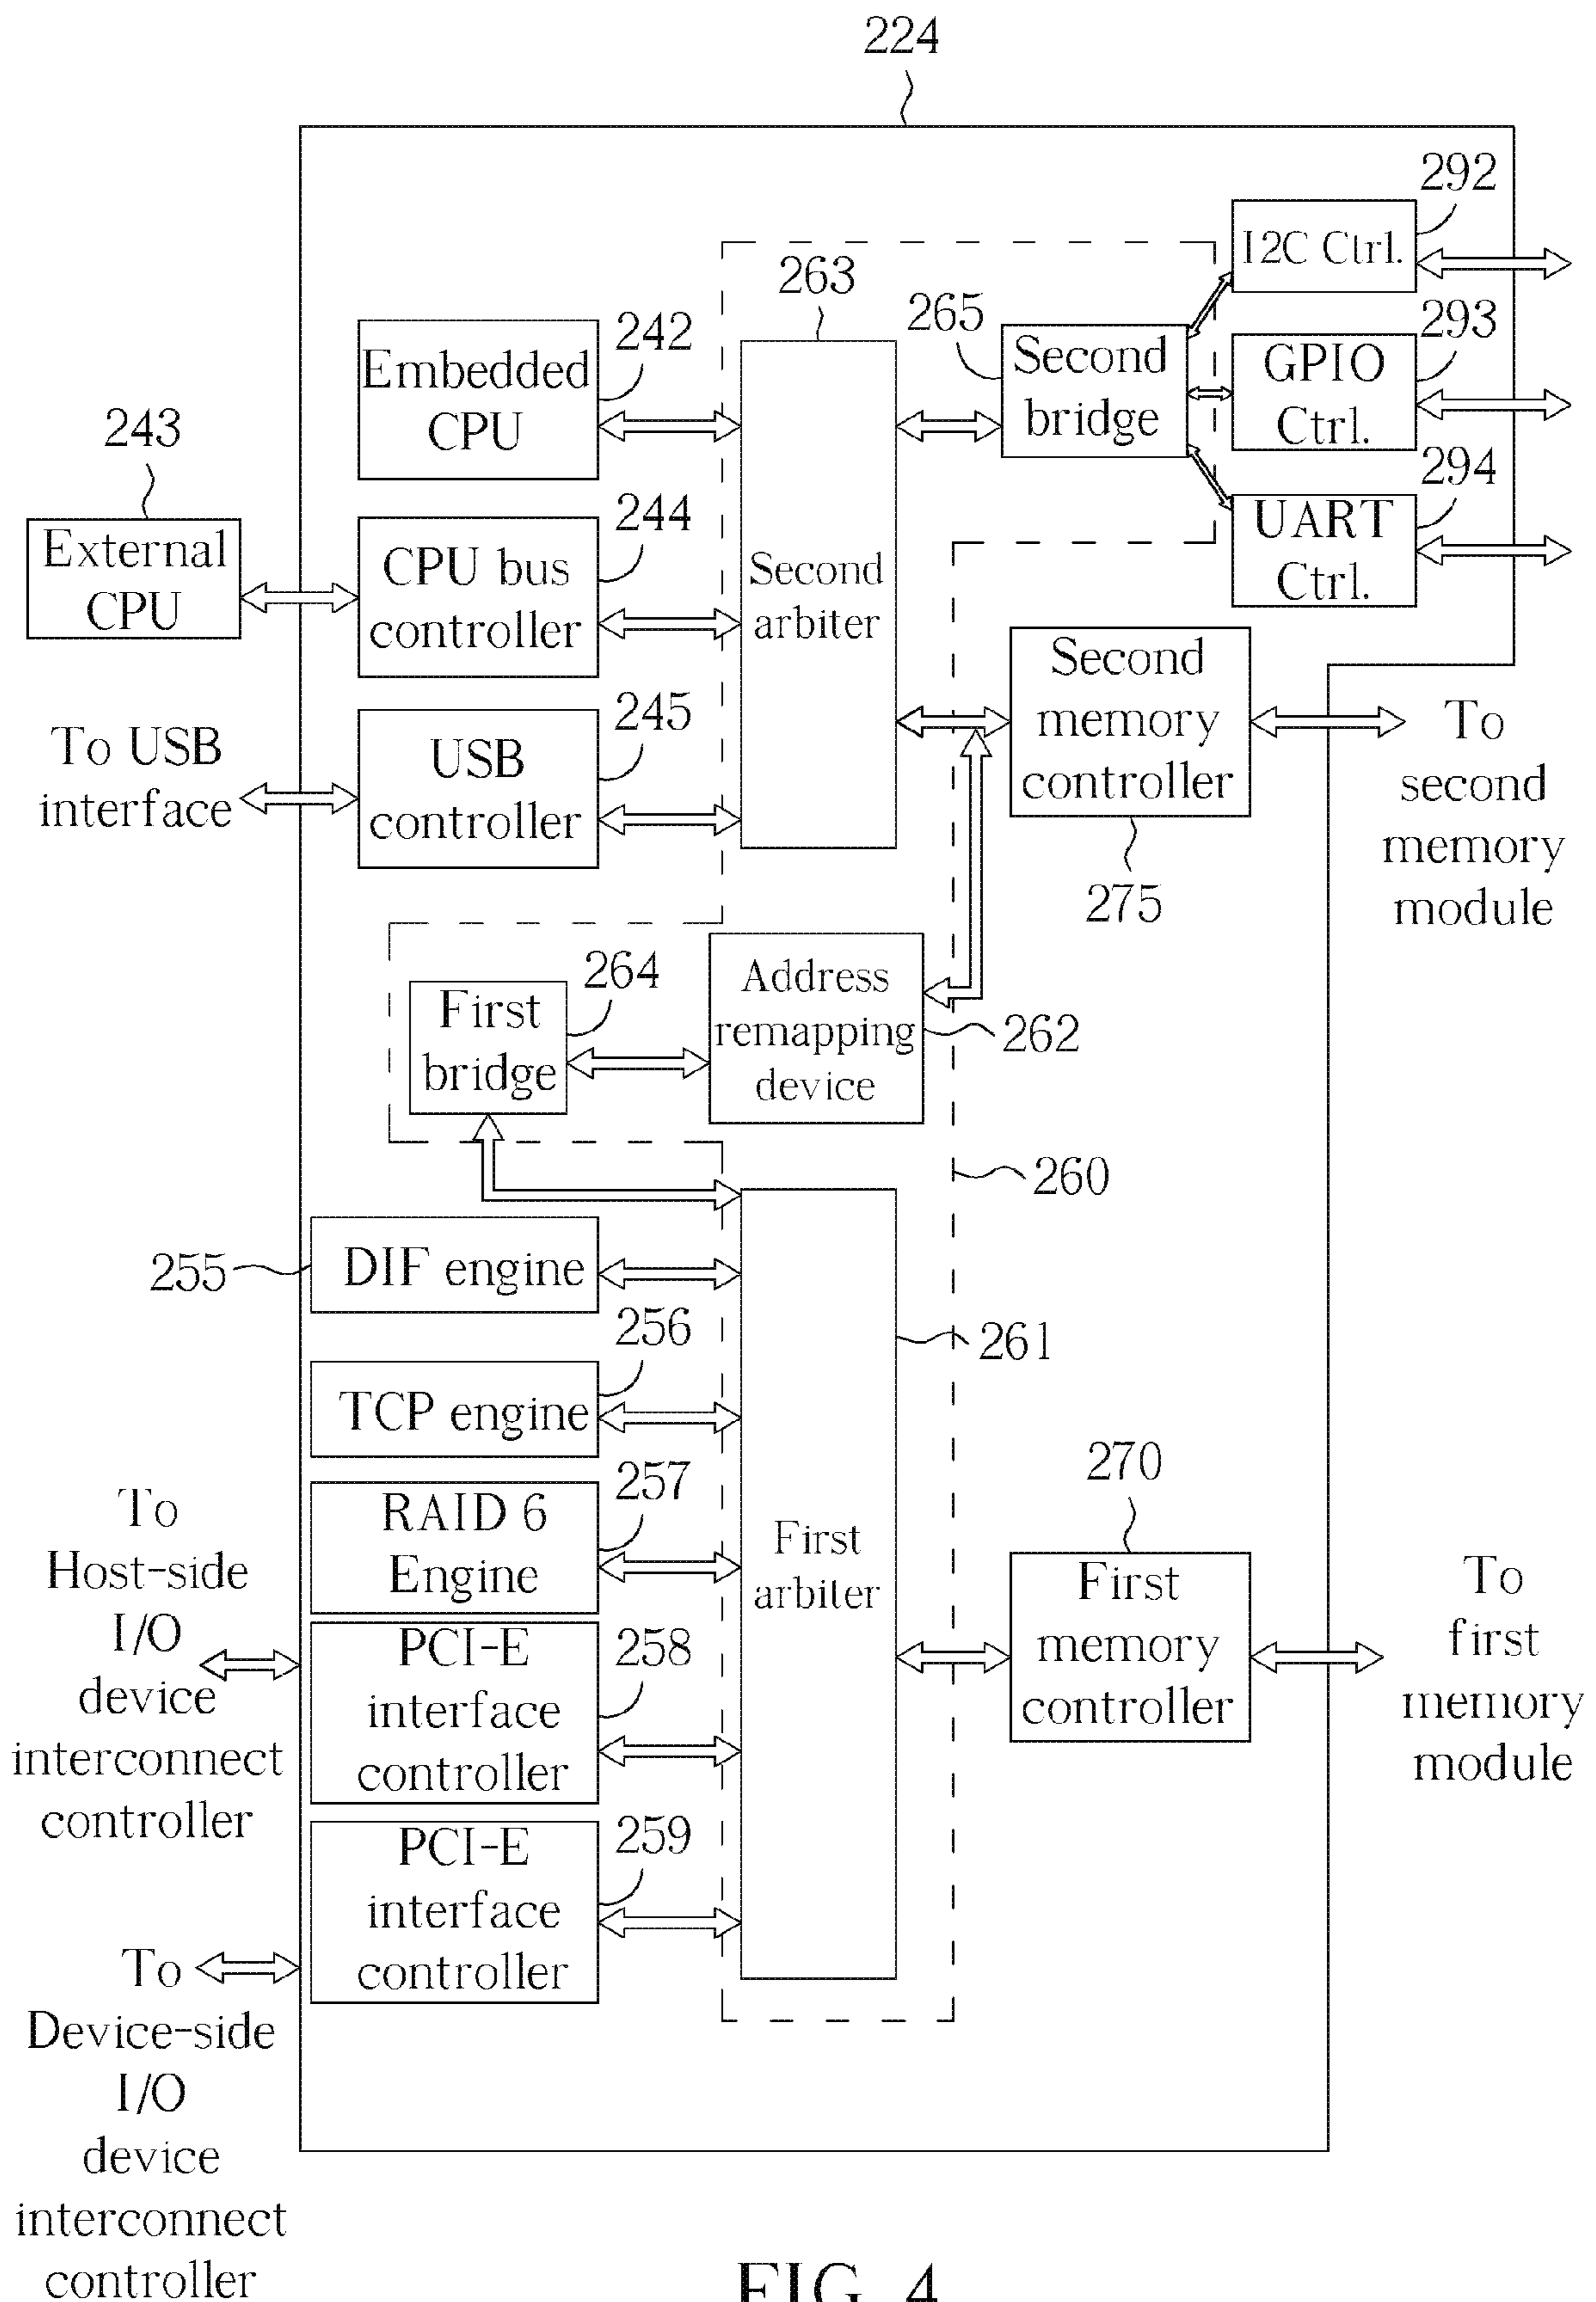 224
292
I2C Ctrl.
263
265
Second
bridge
293
GPIO
Ctrl.
242
Embedded
CPU
294
UART
Ctrl.
243
External
CPU
244
CPU bus
controller
Second
arbiter
245
USB
controller
To USB
interface
Second
memory
controller
275
To
second
memory
module
264
First
bridge
Address
remapping
device
262
260
255
DIF engine
261
256
TCP engine
257
RAID 6
Engine
First
arbiter
270
First
memory
controller
To
first
memory
module
To
Host-side
I/O
device
interconnect
controller
258
PCI-E
interface
controller
259
PCI-E
interface
controller
To
Device-side
I/O
device
interconnect
controller
FIG. 4